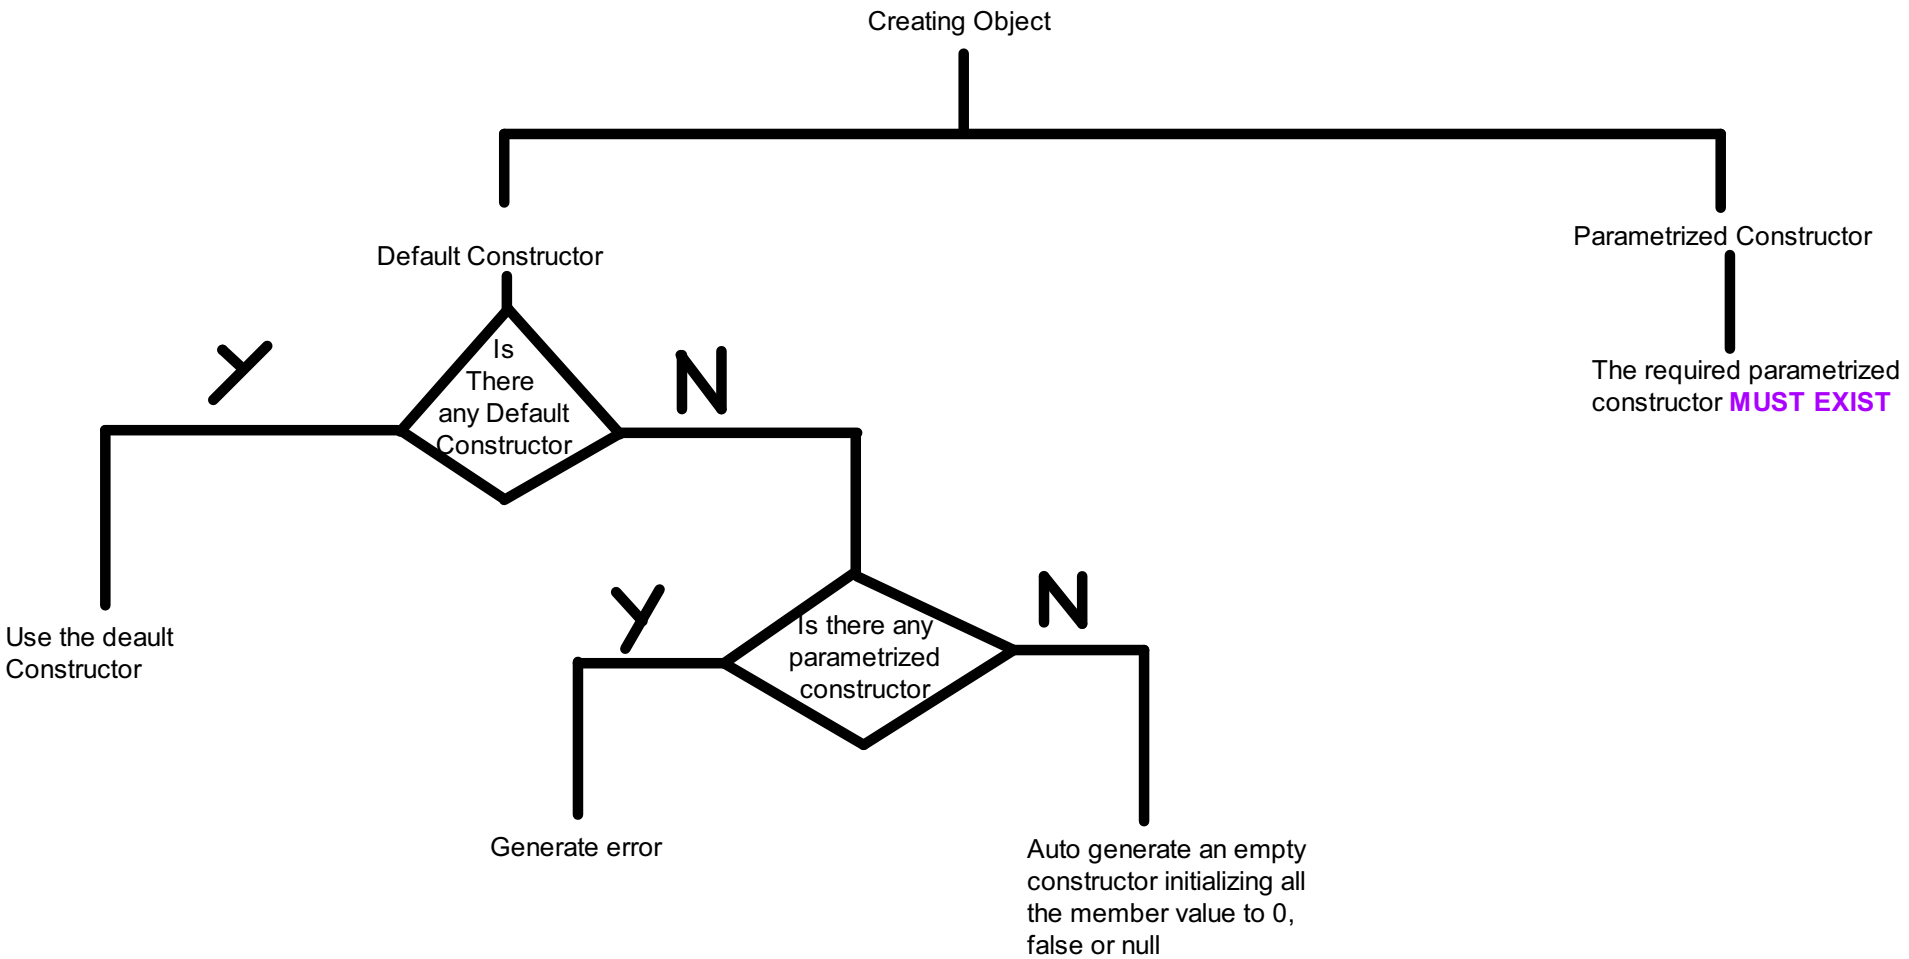 Creating Object
Default Constructor
Parametrized Constructor
Is
There
any Default
Constructor
Y
N
The required parametrized
constructor MUST EXIST
Use the deault
Constructor
Y
N
Is there any
parametrized
constructor
Generate error
Auto generate an empty
constructor initializing all
the member value to 0,
false or null